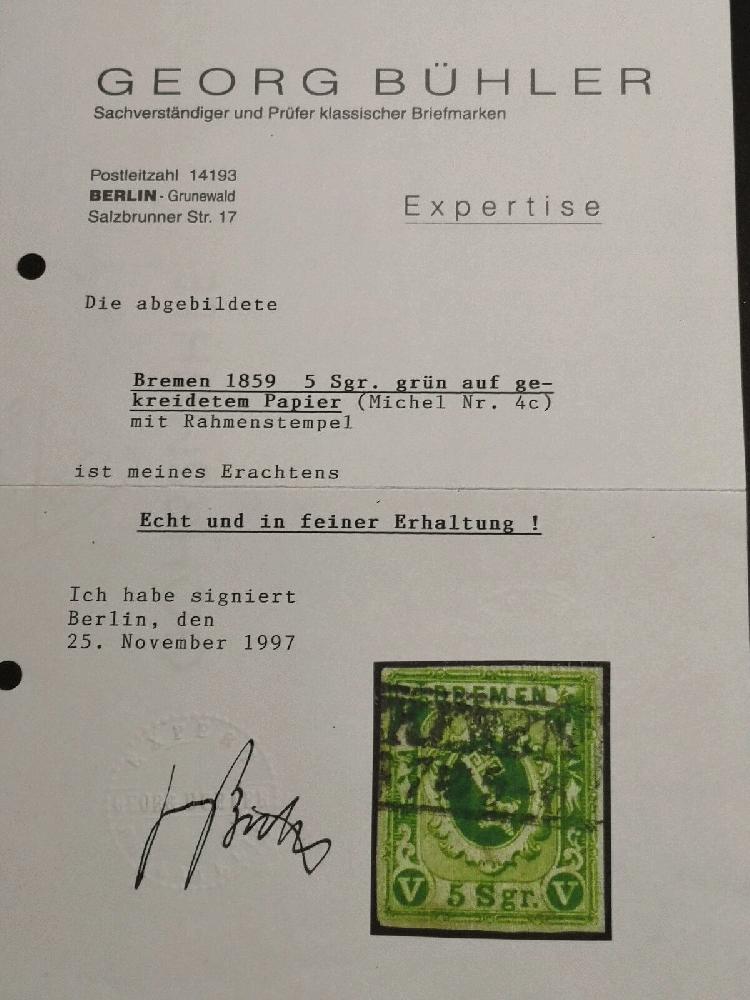 GEORG BÜHLER
Sachverständiger und Prüfer klassischer Briefmarken
Postleitzahl 14193
BERLIN - Grunewald
Salzbrunner Str. 17
Expertise
Die abgebildete
Bremen 1859 5 Sgr. grün auf ge-
kreidetem Papier (Michel Nr. 4c)
mit Rahmenstempel
ist meines Erachtens
Echt und in feiner Erhaltung !
Ich habe signiert
Berlin, den
25. November 1997
BREMEN
V 5 Sgr. V